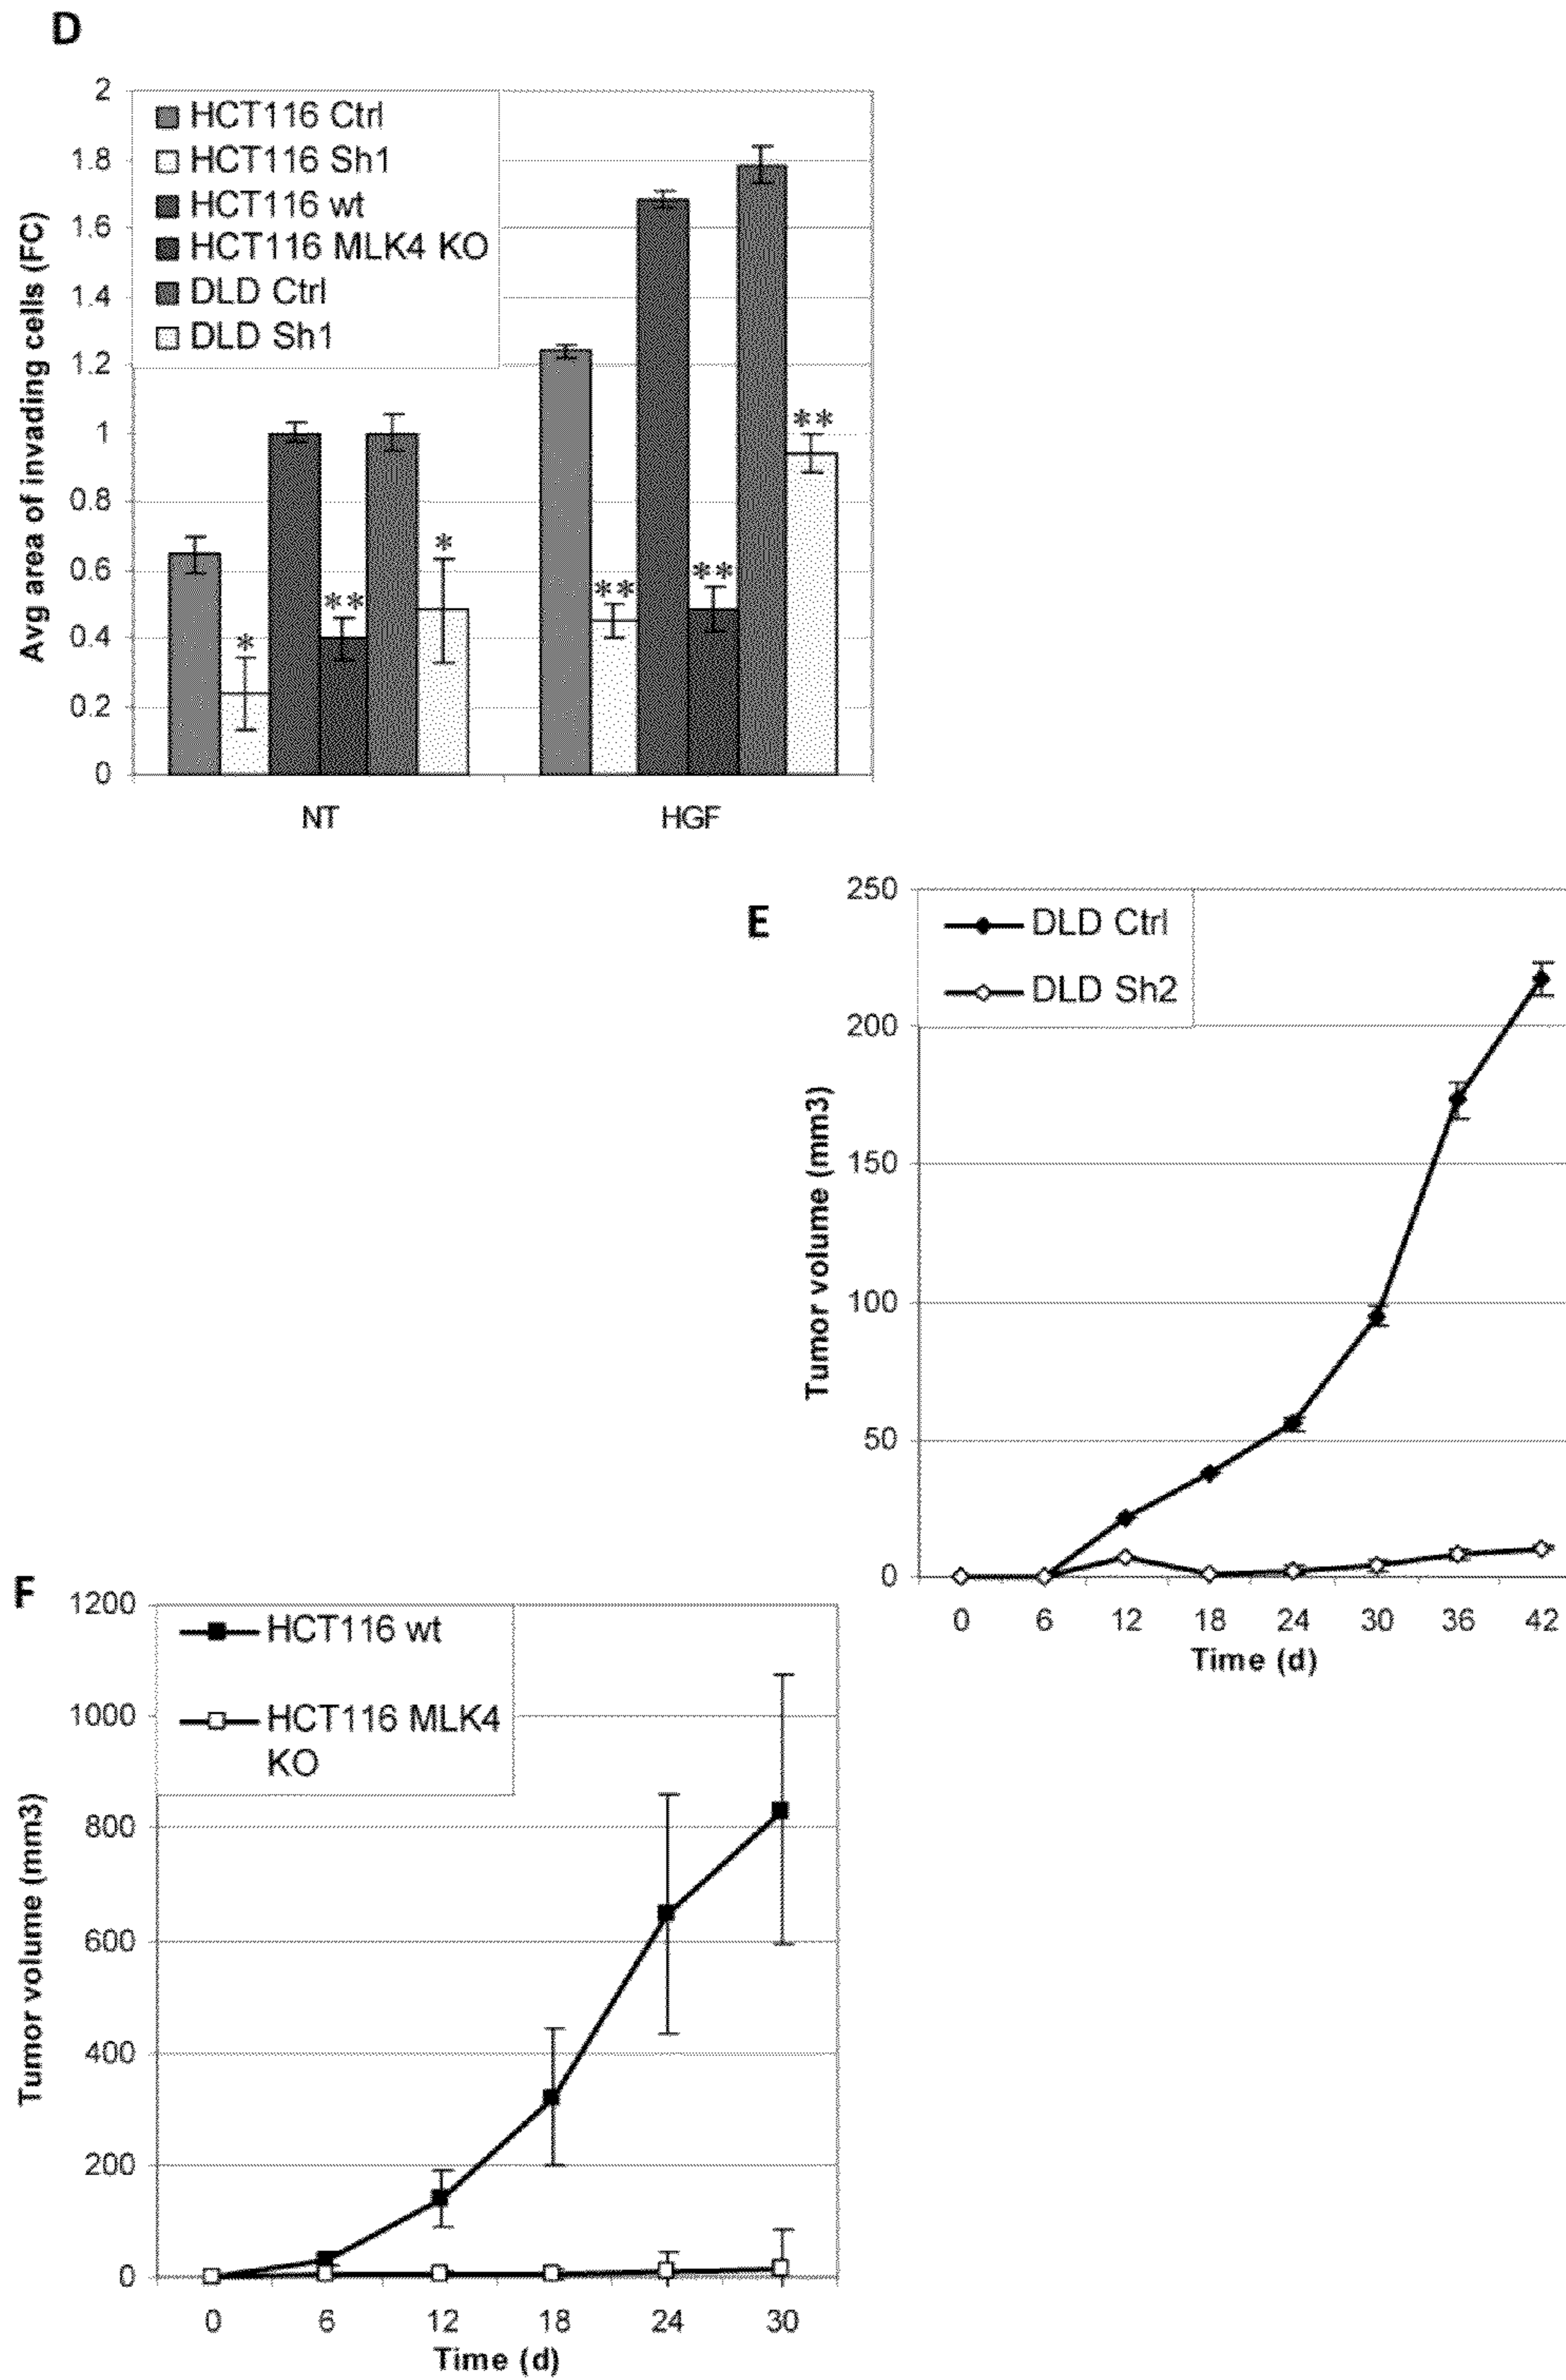 D
2
1.8
1.6
1.4
1.2
1
0.8
0.6
0.4
0.2
0
Avg area of invading cells (FC)
HCT116 Ctrl
HCT116 Sh1
HCT116 wt
HCT116 MLK4 KO
DLD Ctrl
DLD Sh1
*
**
*
**
**
**
NT
HGF
E
250
200
150
100
50
0
Tumor volume (mm3)
DLD Ctrl
DLD Sh2
0 6 12 18 24 30 36 42
Time (d)
F
1200
1000
800
600
400
200
0
Tumor volume (mm3)
HCT116 wt
HCT116 MLK4
KO
0 6 12 18 24 30
Time (d)